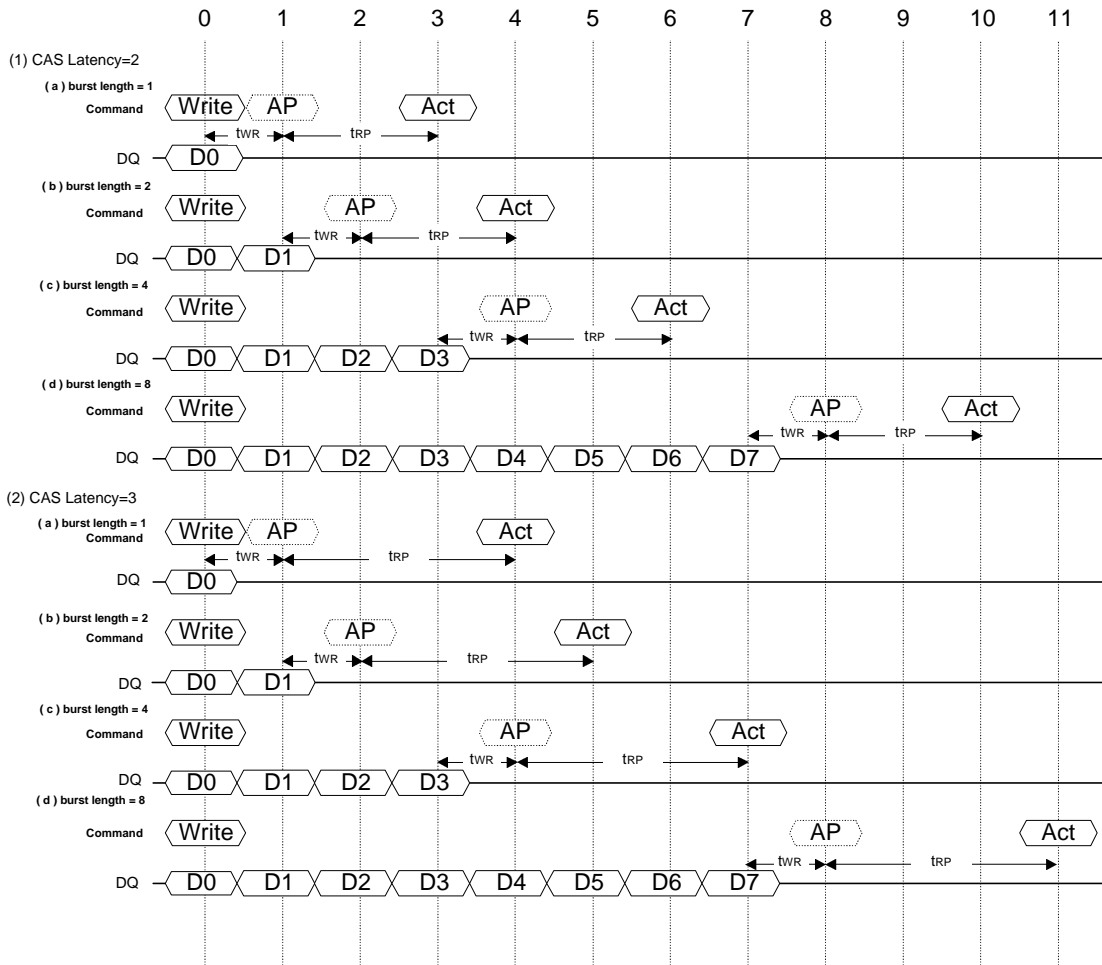 0 1 2 3 4 5 6 7 8 9 10 11
(1) CAS Latency=2
( a ) burst length = 1
Command Write AP Act
tWR tRP
DQ D0
( b ) burst length = 2
Command Write AP Act
tWR tRP
DQ D0 D1
( c ) burst length = 4
Command Write AP Act
tWR tRP
DQ D0 D1 D2 D3
( d ) burst length = 8
Command Write AP Act
tWR tRP
DQ D0 D1 D2 D3 D4 D5 D6 D7
(2) CAS Latency=3
( a ) burst length = 1
Command Write AP Act
tWR tRP
DQ D0
( b ) burst length = 2
Command Write AP Act
tWR tRP
DQ D0 D1
( c ) burst length = 4
Command Write AP Act
tWR tRP
DQ D0 D1 D2 D3
( d ) burst length = 8
Command Write AP Act
tWR tRP
DQ D0 D1 D2 D3 D4 D5 D6 D7